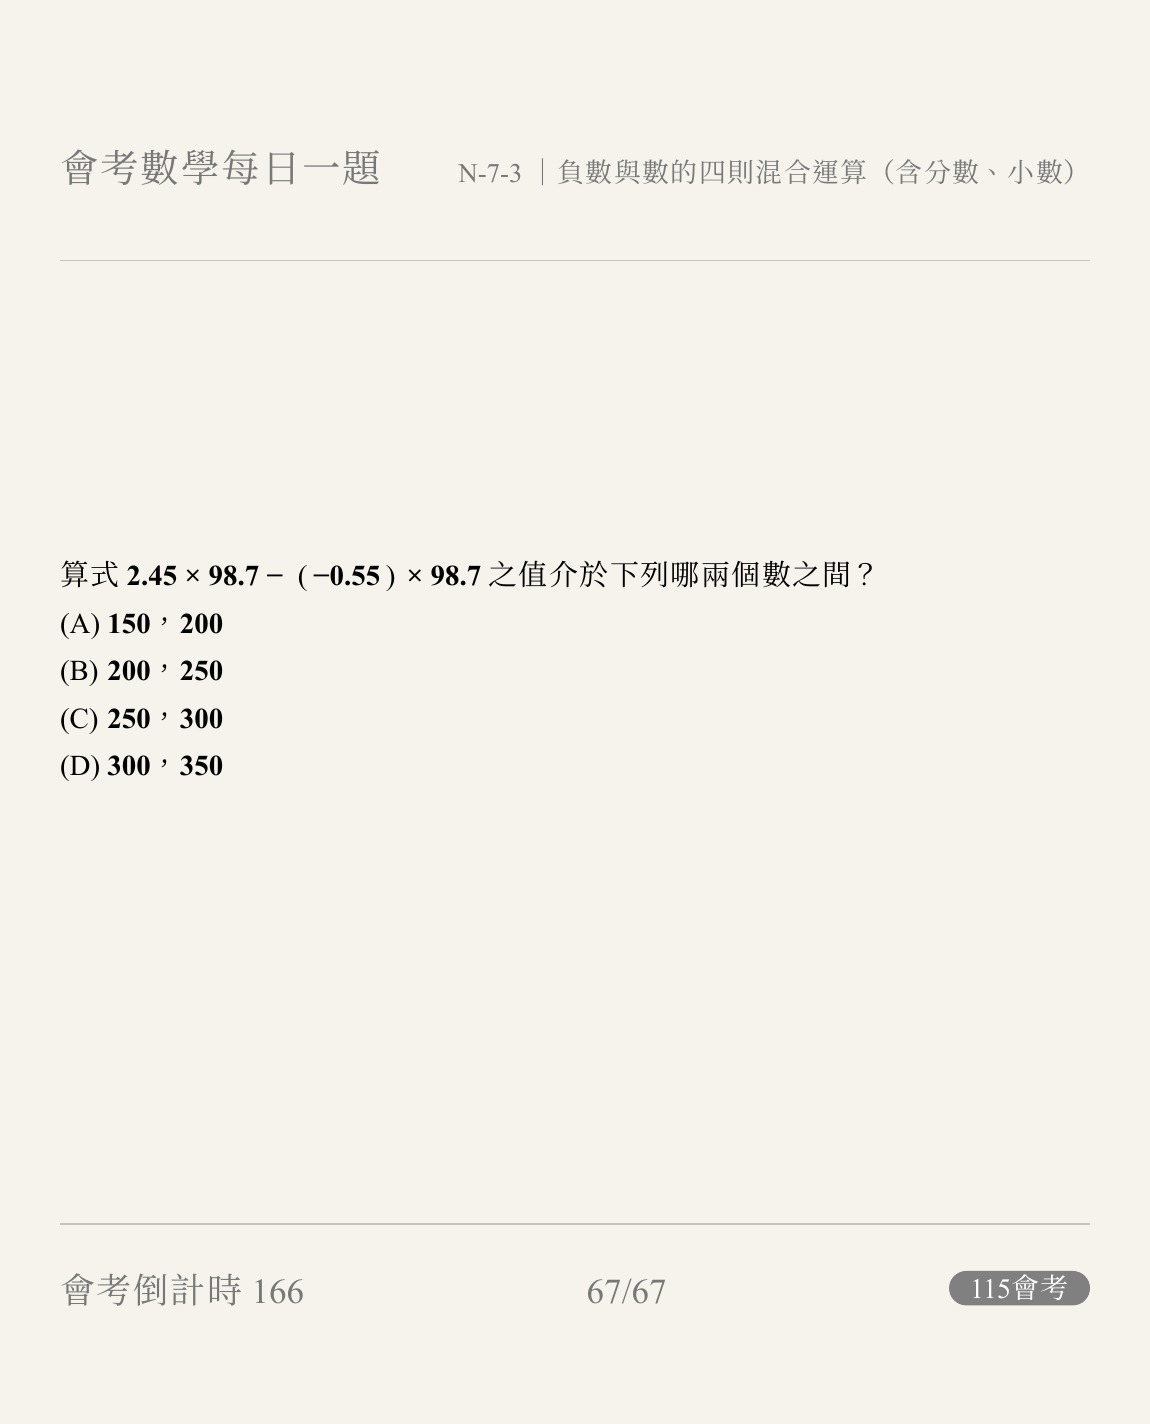 會考數學每日一題
N-7-3 | 負數與數的四則混合運算（含分數、小數）
算式 2.45 × 98.7 −（−0.55）× 98.7 之值介於下列哪兩個數之間？
(A) 150，200
(B) 200，250
(C) 250，300
(D) 300，350
會考倒計時 166
67/67
115會考